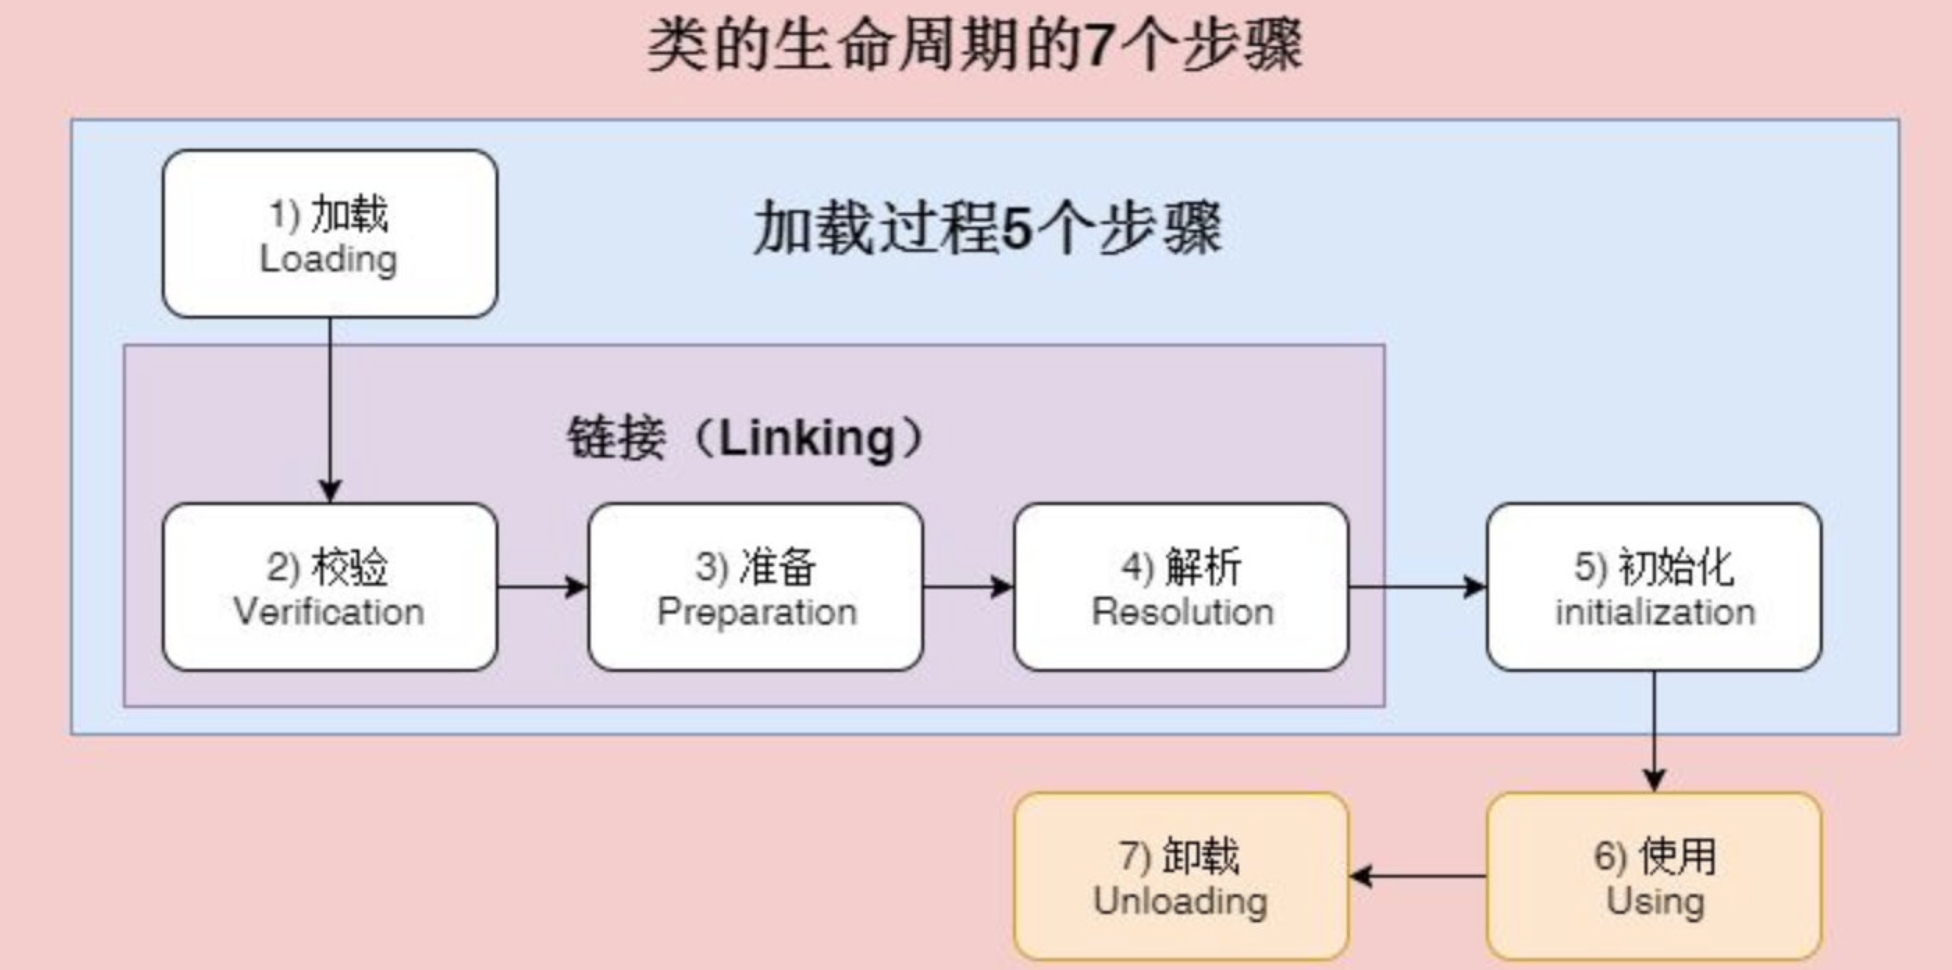 类的生命周期的7个步骤
1) 加载
Loading
加载过程5个步骤
链接（Linking）
2) 校验
Verification
3) 准备
Preparation
4) 解析
Resolution
5) 初始化
initialization
7) 卸载
Unloading
6) 使用
Using